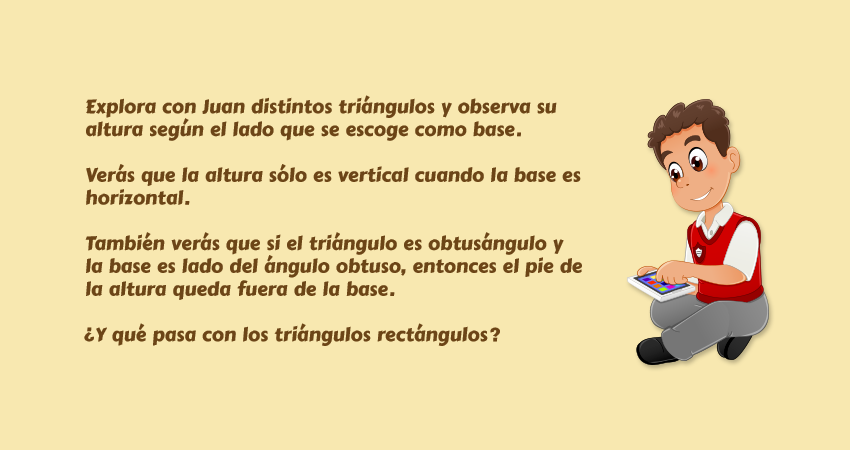 Explora con Juan distintos triángulos y observa su
altura según el lado que se escoge como base.
Verás que la altura sólo es vertical cuando la base es
horizontal.
También verás que si el triángulo es obtusángulo y
la base es lado del ángulo obtuso, entonces el pie de
la altura queda fuera de la base.
¿Y qué pasa con los triángulos rectángulos?